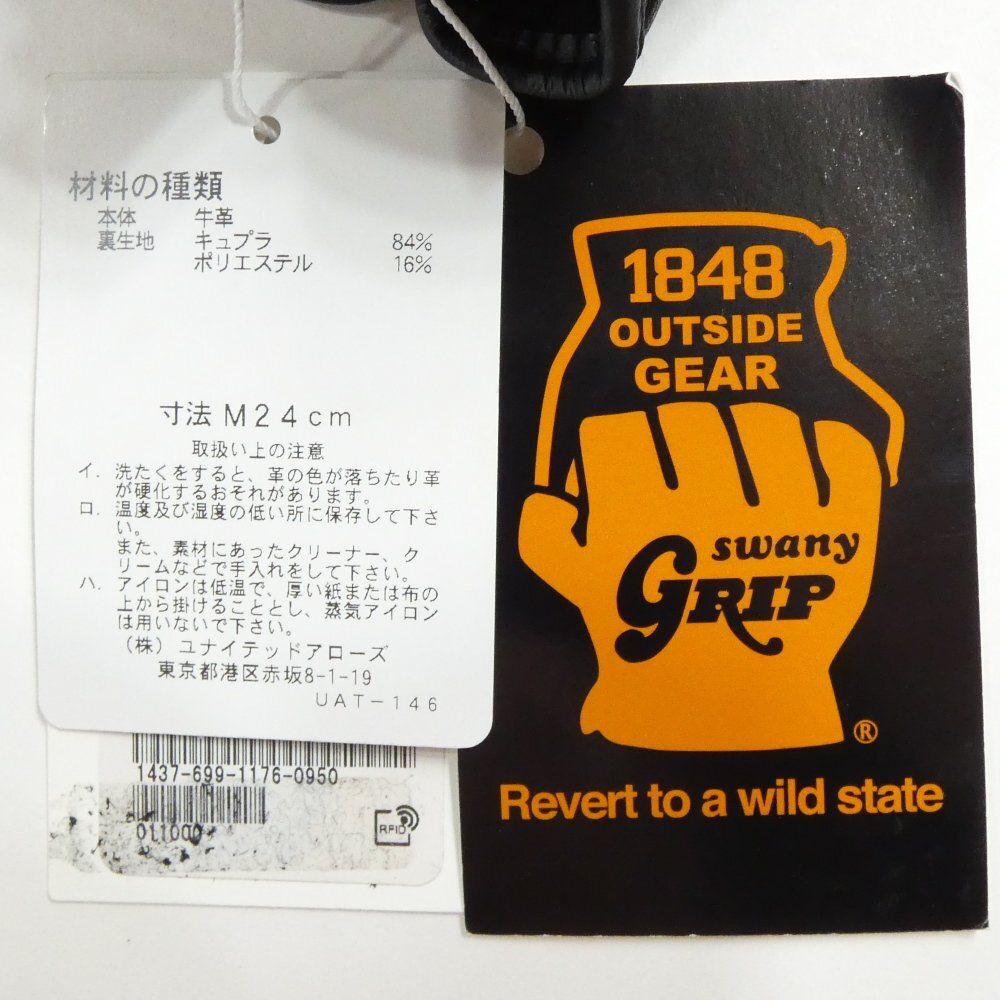 材料の種類
本体 牛革
裏生地 キュプラ 84%
ポリエステル 16%
寸法 M24cm
取扱い上の注意
イ. 洗たくをすると、革の色が落ちたり革
が硬化するおそれがあります。
ロ. 温度及び湿度の低い所に保存して下さ
い。
また、素材にあったクリーナー、ク
リームなどで手入れをして下さい。
ハ. アイロンは低温で、厚い紙または布の
上から掛けることとし、蒸気アイロン
は用いないで下さい。
(株) ユナイテッドアローズ
東京都港区赤坂8-1-19
UAT-146
1437-699-1176-0950
011000
RFID
1848
OUTSIDE
GEAR
swany
GRIP
®
Revert to a wild state